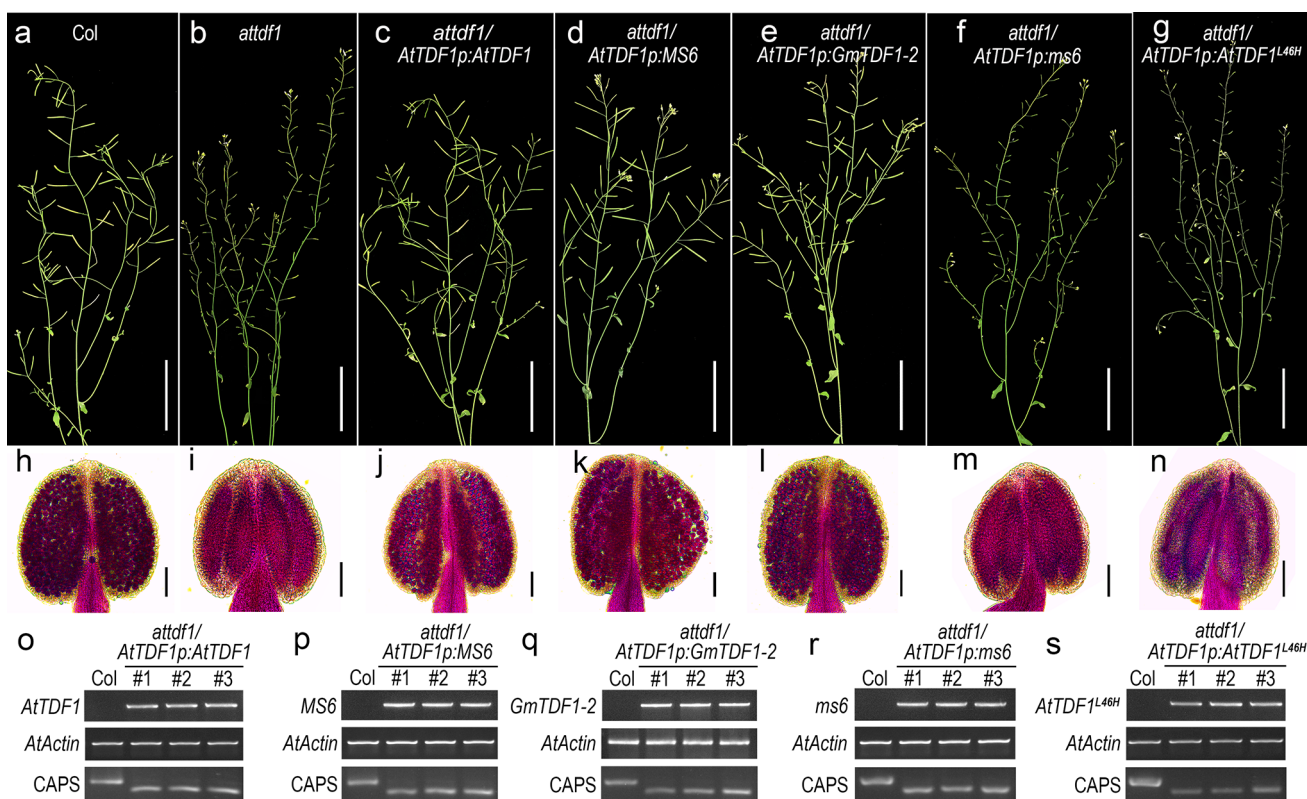 a Col
b attdf1
c attdf1/
AtTDF1p:AtTDF1
d attdf1/
AtTDF1p:MS6
e attdf1/
AtTDF1p:GmTDF1-2
f attdf1/
AtTDF1p:ms6
g attdf1/
AtTDF1p:AtTDF1L46H
h i j k l m n
o attdf1/
AtTDF1p:AtTDF1
Col #1 #2 #3
AtTDF1
AtActin
CAPS
p attdf1/
AtTDF1p:MS6
Col #1 #2 #3
MS6
AtActin
CAPS
q attdf1/
AtTDF1p:GmTDF1-2
Col #1 #2 #3
GmTDF1-2
AtActin
CAPS
r attdf1/
AtTDF1p:ms6
Col #1 #2 #3
ms6
AtActin
CAPS
s attdf1/
AtTDF1p:AtTDF1L46H
Col #1 #2 #3
AtTDF1L46H
AtActin
CAPS